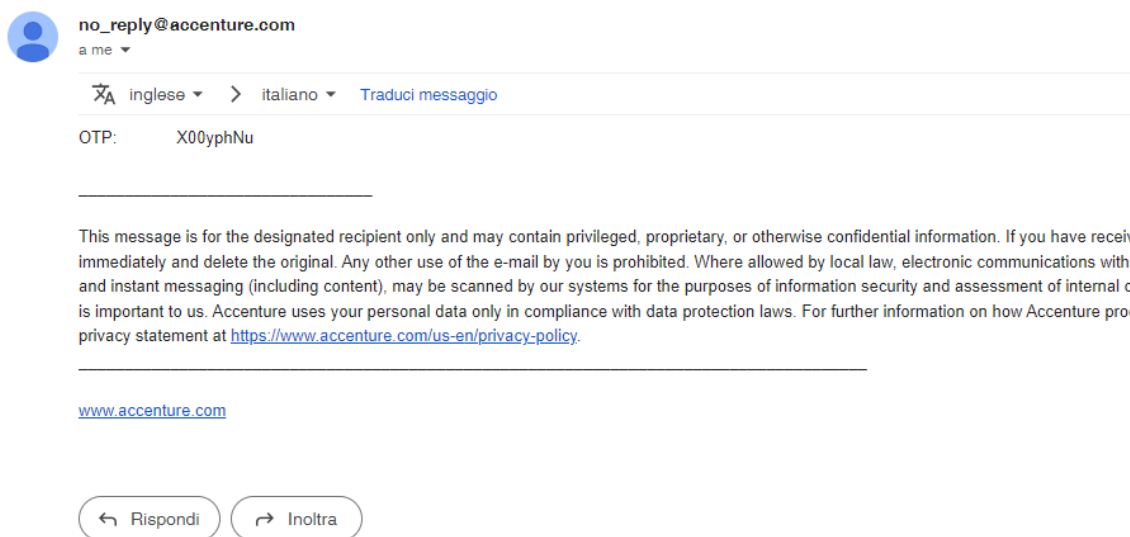 no_reply@accenture.com
a me
inglese > italiano Traduci messaggio
OTP: X00yphNu
This message is for the designated recipient only and may contain privileged, proprietary, or otherwise confidential information. If you have
immediately and delete the original. Any other use of the e-mail by you is prohibited. Where allowed by local law, electronic communications with
and instant messaging (including content), may be scanned by our systems for the purposes of information security and assessment of internal
is important to us. Accenture uses your personal data only in compliance with data protection laws. For further information on how Accenture
privacy statement at https://www.accenture.com/us-en/privacy-policy.
www.accenture.com
Rispondi Inoltra